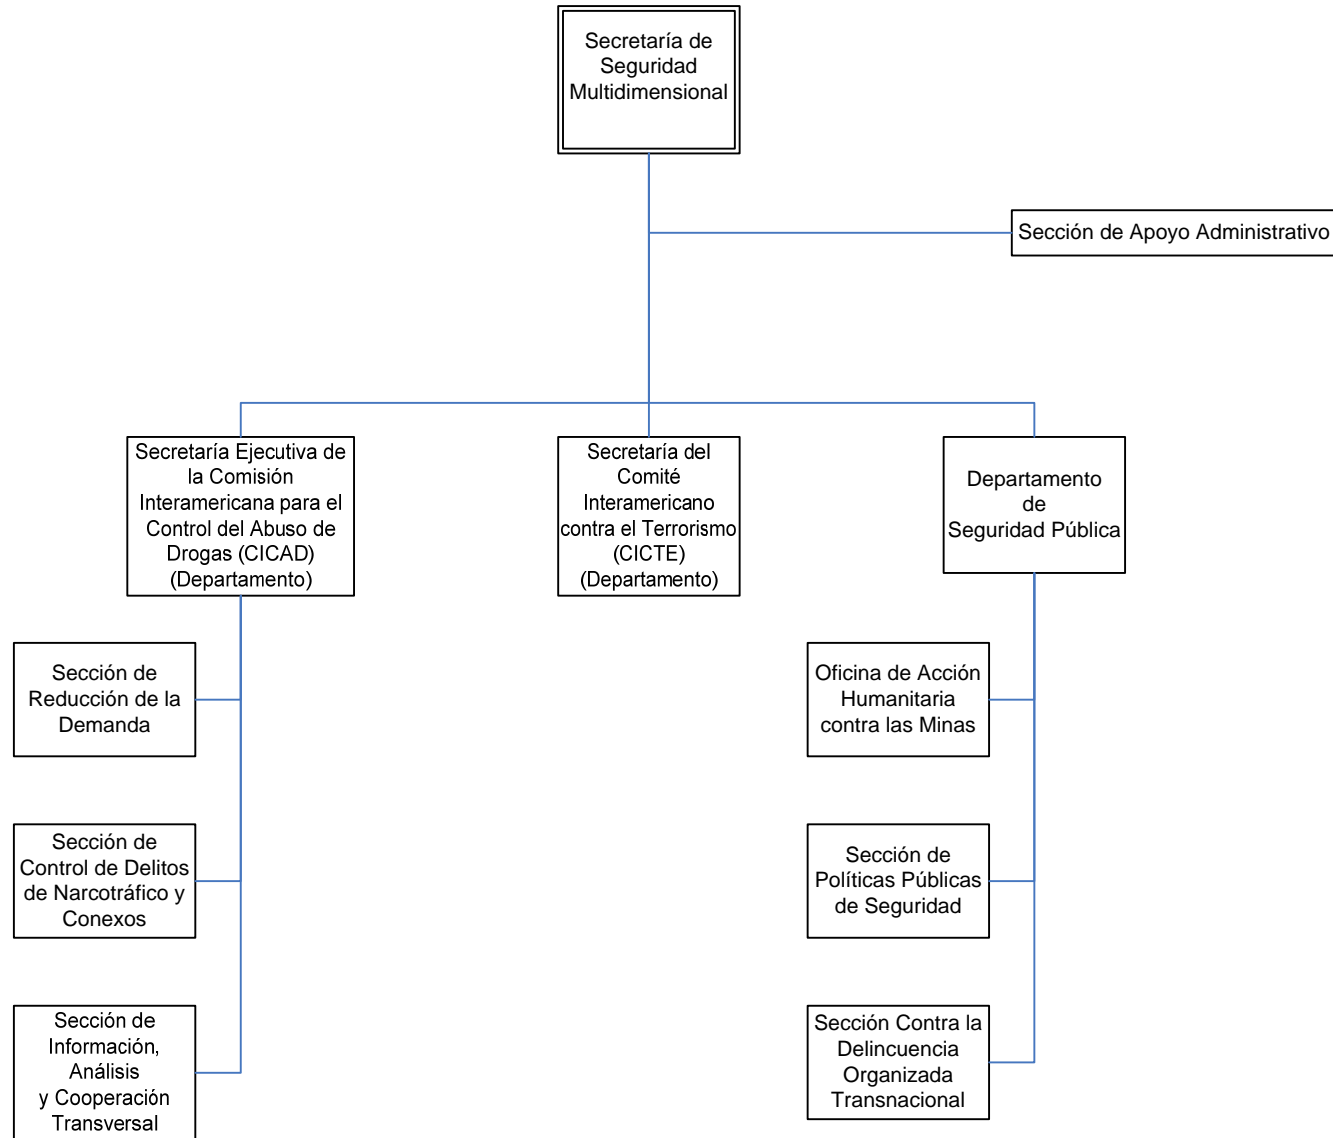 Secretaría de
Seguridad
Multidimensional
Sección de Apoyo Administrativo
Secretaría Ejecutiva de
la Comisión
Interamericana para el
Control del Abuso de
Drogas (CICAD)
(Departamento)
Secretaría del
Comité
Interamericano
contra el Terrorismo
(CICTE)
(Departamento)
Departamento
de
Seguridad Pública
Sección de
Reducción de la
Demanda
Oficina de Acción
Humanitaria
contra las Minas
Sección de
Control de Delitos
de Narcotráfico y
Conexos
Sección de
Políticas Públicas
de Seguridad
Sección de
Información,
Análisis
y Cooperación
Transversal
Sección Contra la
Delincuencia
Organizada
Transnacional